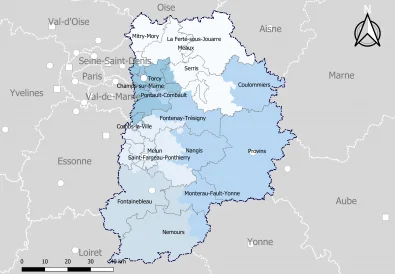 Oise
Val-d'Oise
Aisne
Mitry-Mory
La Ferté-sous-Jouarre
Meaux
Seine-Saint-Denis
Serris
Paris
Torcy
Marne
Champs-sur-Marne
Coulommiers
Yvelines
Pontault-Combault
Val-de-Marne
Fontenay-Trésigny
Combs-la-Ville
Essonne
Melun
Nangis
Provins
Saint-Fargeau-Ponthierry
Montereau-Fault-Yonne
Fontainebleau
Aube
Nemours
Yonne
Loiret
0 10 20 30 40 km